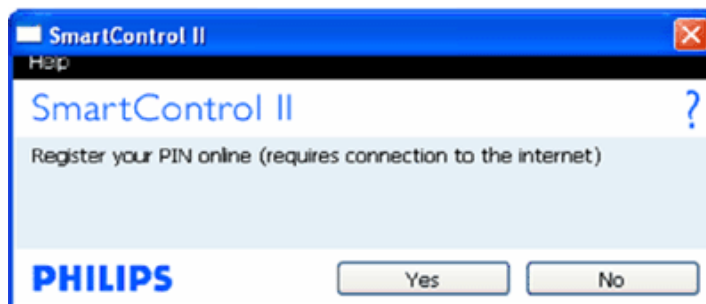 SmartControl II
Help
SmartControl II
?
Register your PIN online (requires connection to the internet)
PHILIPS
Yes
No